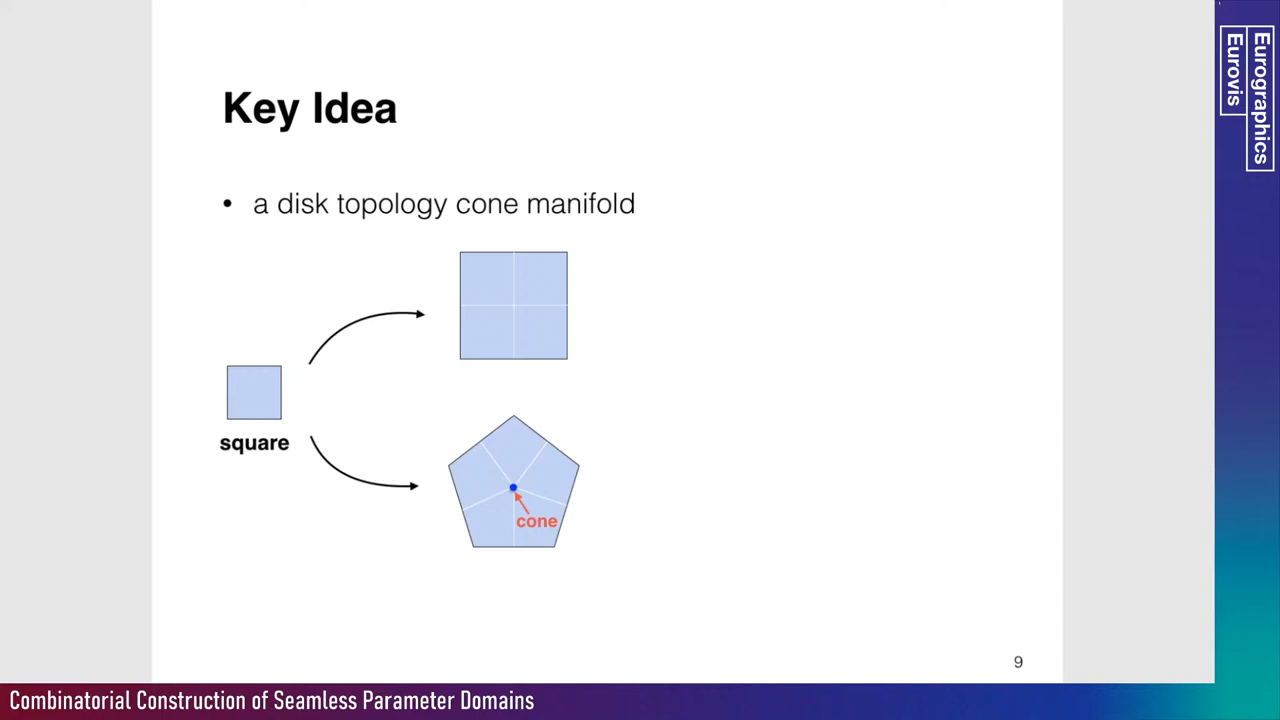 Key Idea
• a disk topology cone manifold
square
cone
9
Combinatorial Construction of Seamless Parameter Domains
Eurographics
Eurovis